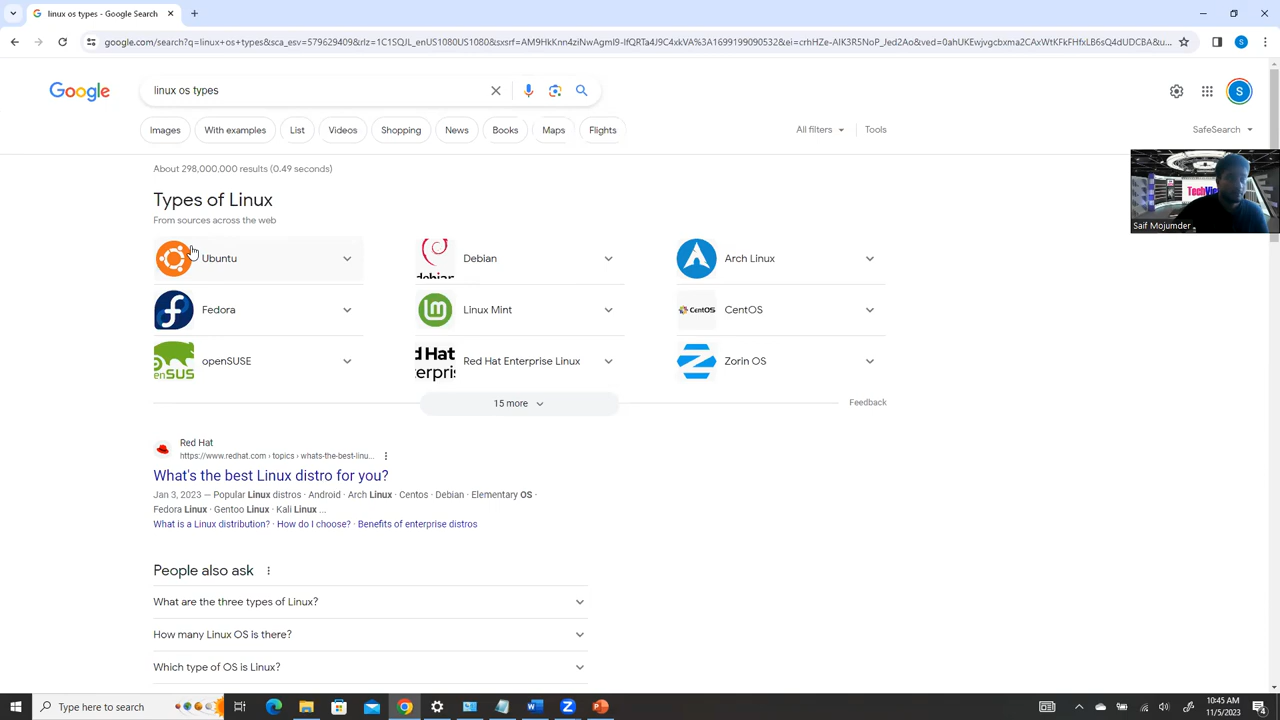 linux os types - Google Search
google.com/search?q=linux+os+types&sca_esv=579629409&rlz=1C1SQJL_enUS1080US1080&sxsrf=AM9HkKn4ziNwAgmI9-IfQRta4J9C4xkVA%3A1699199090532&ei=crhHZe-AIK3R5NoP_Jed2Ao&ved=0ahUKEwjvgcbxma2CAxWtKFkFHfxLB6sQ4dUDCBA&u...
S
Google
linux os types
S
Images
With examples
List
Videos
Shopping
News
Books
Maps
Flights
All filters
Tools
SafeSearch
About 298,000,000 results (0.49 seconds)
Types of Linux
From sources across the web
Ubuntu
debian
Debian
Arch Linux
Fedora
Linux Mint
CentOS
CentOS
openSUSE
Red Hat Enterprise Linux
Zorin OS
15 more
Feedback
Saif Mojumder
Red Hat
https://www.redhat.com › topics › whats-the-best-linu...
What's the best Linux distro for you?
Jan 3, 2023 — Popular Linux distros · Android · Arch Linux · Centos · Debian · Elementary OS ·
Fedora Linux · Gentoo Linux · Kali Linux ...
What is a Linux distribution? · How do I choose? · Benefits of enterprise distros
People also ask
What are the three types of Linux?
How many Linux OS is there?
Which type of OS is Linux?
Type here to search
10:45 AM
11/5/2023
4